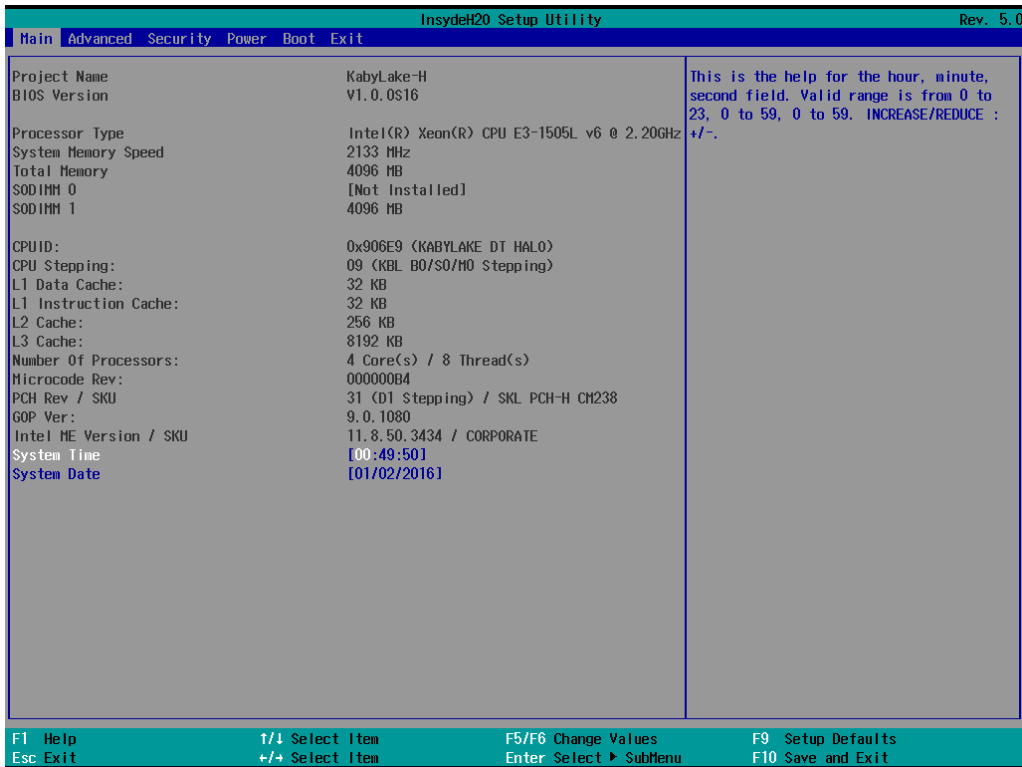 InsydeH20 Setup Utility Rev. 5.0
Main Advanced Security Power Boot Exit
Project Name KabyLake-H
BIOS Version V1.0.0S16
Processor Type Intel(R) Xeon(R) CPU E3-1505L v6 @ 2.20GHz
System Memory Speed 2133 MHz
Total Memory 4096 MB
SODIMM 0 [Not Installed]
SODIMM 1 4096 MB
CPUID: 0x906E9 (KABYLAKE DT HALO)
CPU Stepping: 09 (KBL B0/S0/M0 Stepping)
L1 Data Cache: 32 KB
L1 Instruction Cache: 32 KB
L2 Cache: 256 KB
L3 Cache: 8192 KB
Number Of Processors: 4 Core(s) / 8 Thread(s)
Microcode Rev: 000000B4
PCH Rev / SKU 31 (D1 Stepping) / SKL PCH-H CM238
GOP Ver: 9.0.1080
Intel ME Version / SKU 11.8.50.3434 / CORPORATE
System Time [00:49:50]
System Date [01/02/2016]
This is the help for the hour, minute,
second field. Valid range is from 0 to
23, 0 to 59, 0 to 59. INCREASE/REDUCE :
+/-.
F1 Help ↑/↓ Select Item F5/F6 Change Values F9 Setup Defaults
Esc Exit ←/→ Select Item Enter Select ▶ SubMenu F10 Save and Exit